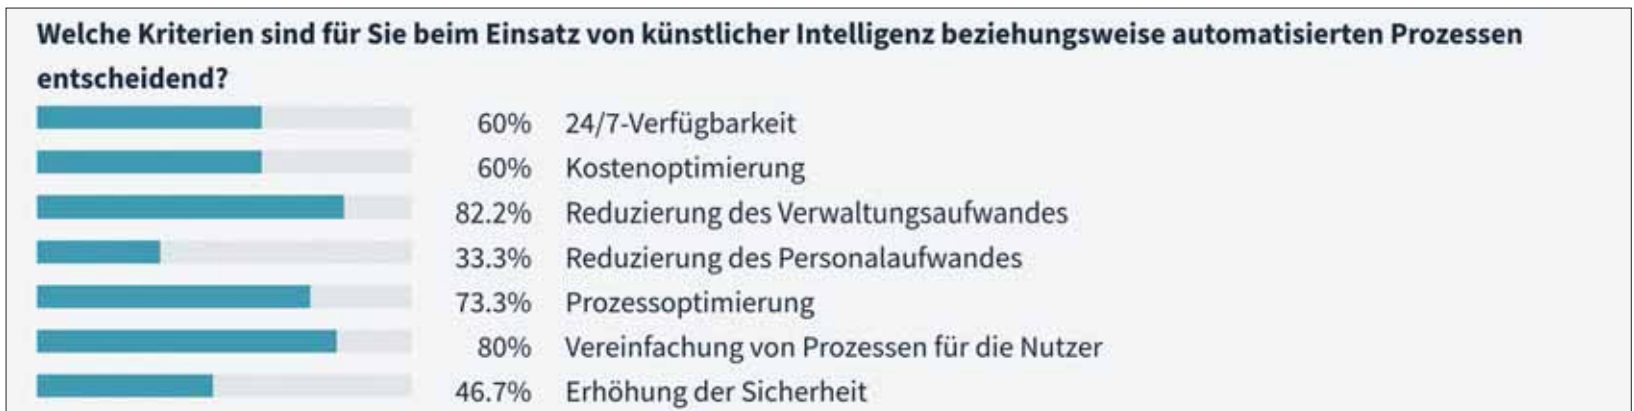 Welche Kriterien sind für Sie beim Einsatz von künstlicher Intelligenz beziehungsweise automatisierten Prozessen
entscheidend?
60% 24/7-Verfügbarkeit
60% Kostenoptimierung
82.2% Reduzierung des Verwaltungsaufwandes
33.3% Reduzierung des Personalaufwandes
73.3% Prozessoptimierung
80% Vereinfachung von Prozessen für die Nutzer
46.7% Erhöhung der Sicherheit